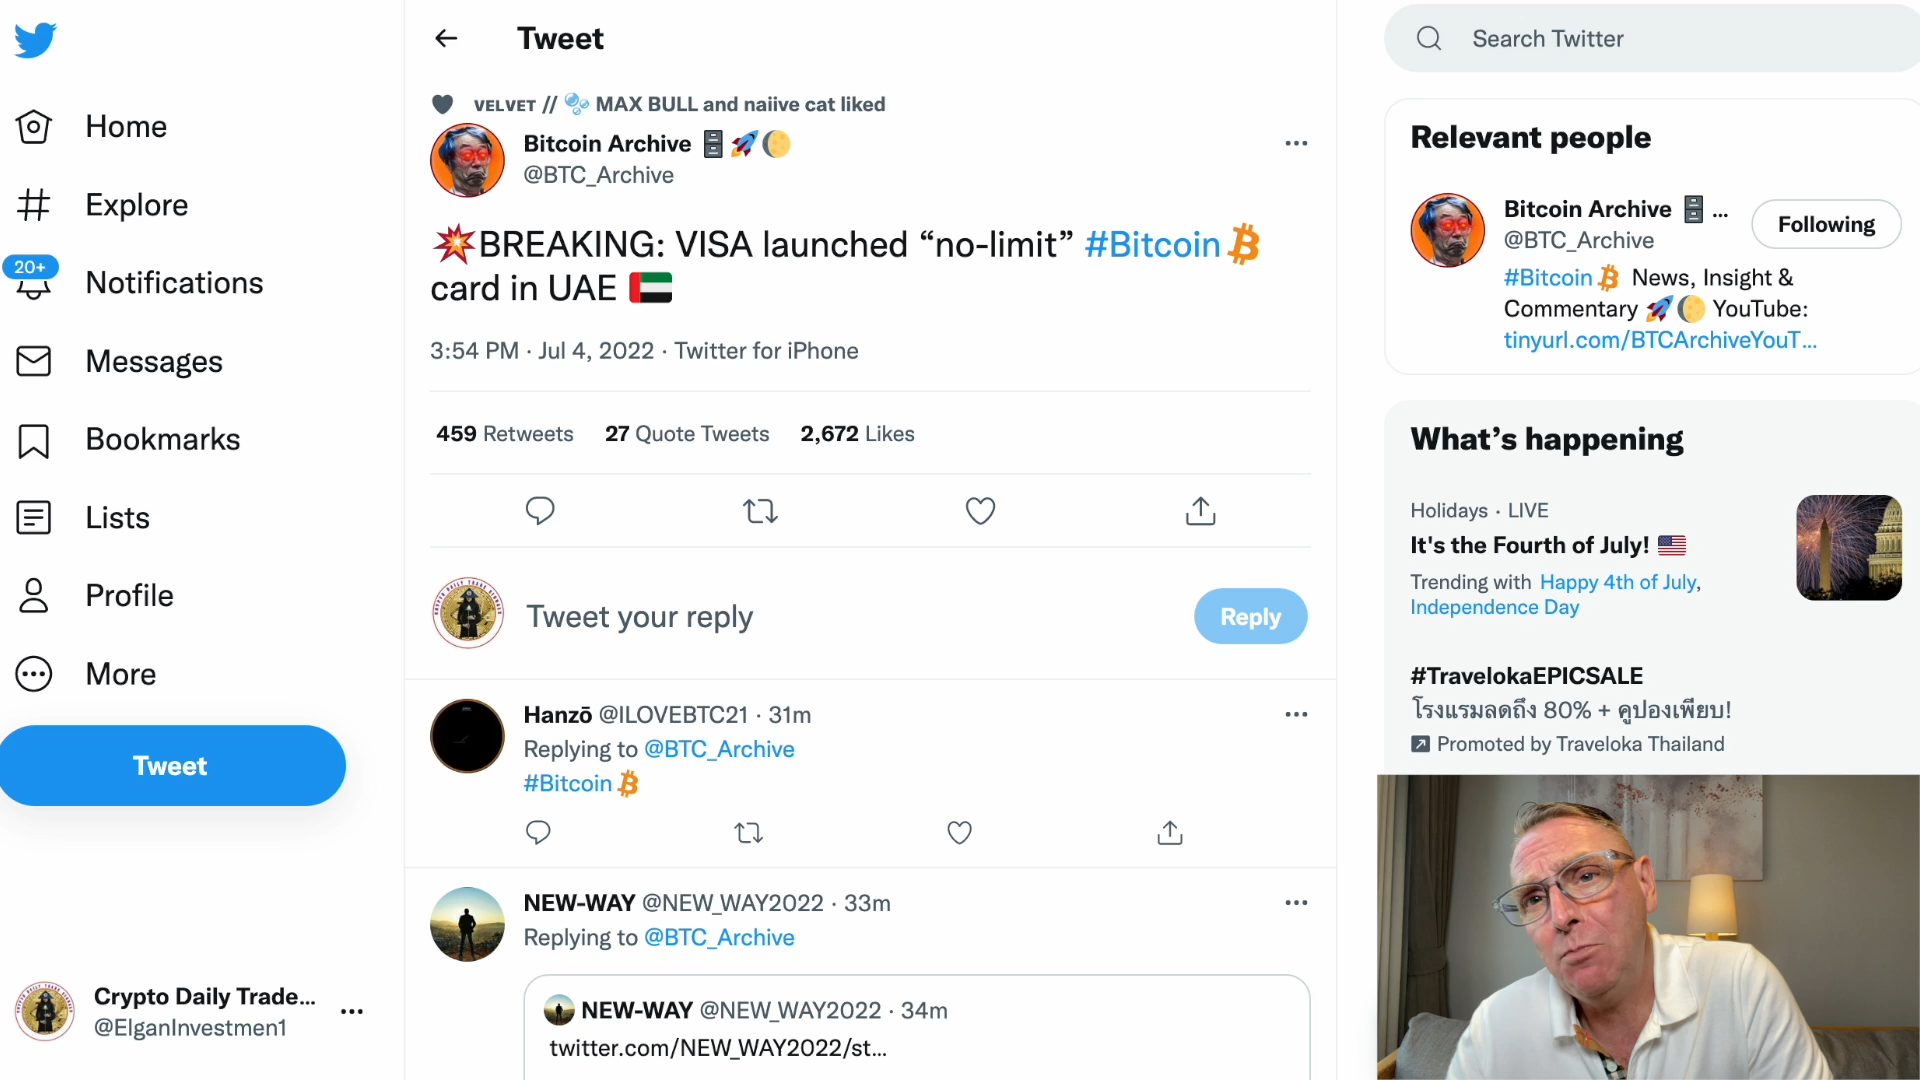 Home
Explore
20+
Notifications
Messages
Bookmarks
Lists
Profile
More
Tweet
Crypto Daily Trade...
@ElganInvestmen1
Tweet
VELVET // MAX BULL and naiive cat liked
Bitcoin Archive
@BTC_Archive
BREAKING: VISA launched “no-limit” #Bitcoin
card in UAE
3:54 PM · Jul 4, 2022 · Twitter for iPhone
459 Retweets 27 Quote Tweets 2,672 Likes
Tweet your reply
Reply
Hanzō @ILOVEBTC21 · 31m
Replying to @BTC_Archive
#Bitcoin
NEW-WAY @NEW_WAY2022 · 33m
Replying to @BTC_Archive
NEW-WAY @NEW_WAY2022 · 34m
twitter.com/NEW_WAY2022/st...
Search Twitter
Relevant people
Bitcoin Archive ...
@BTC_Archive
Following
#Bitcoin News, Insight &
Commentary YouTube:
tinyurl.com/BTCArchiveYouT...
What’s happening
Holidays · LIVE
It's the Fourth of July!
Trending with Happy 4th of July,
Independence Day
#TravelokaEPICSALE
โรงแรมลดถึง 80% + คูปองเพียบ!
Promoted by Traveloka Thailand